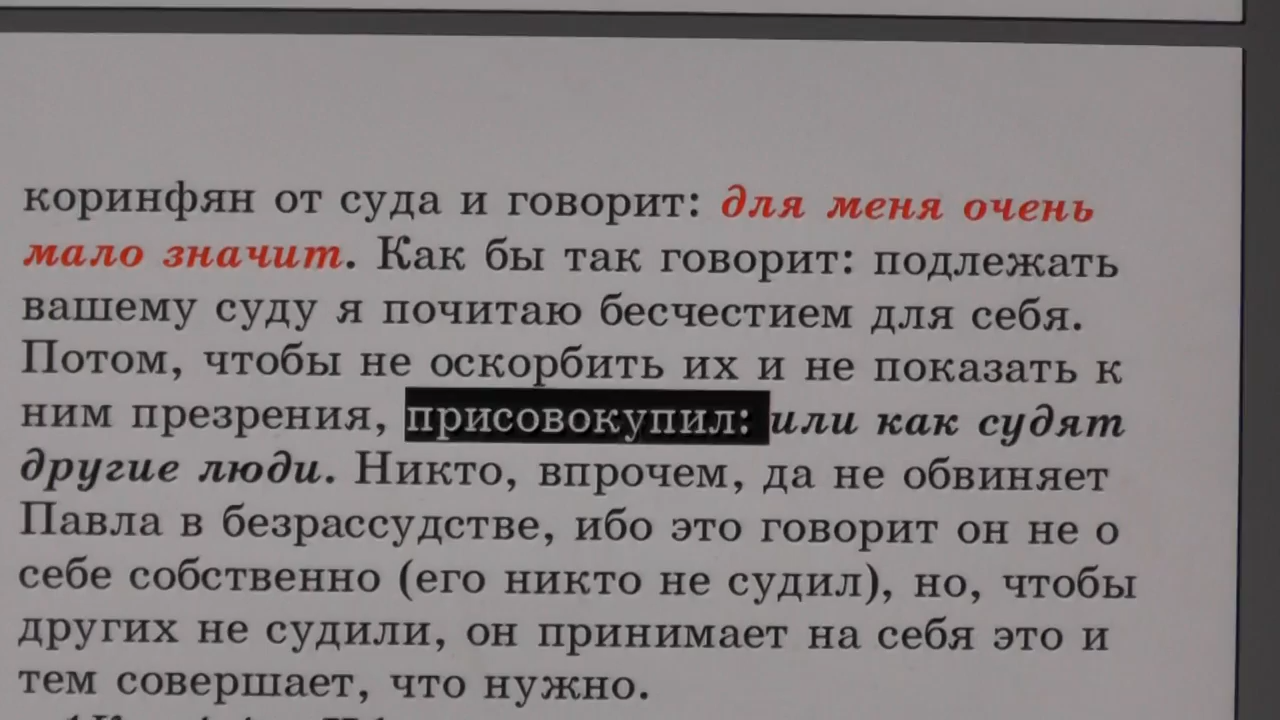 коринфян от суда и говорит: для меня очень
мало значит. Как бы так говорит: подлежать
вашему суду я почитаю бесчестием для себя.
Потом, чтобы не оскорбить их и не показать к
ним презрения, присовокупил: или как судят
другие люди. Никто, впрочем, да не обвиняет
Павла в безрассудстве, ибо это говорит он не о
себе собственно (его никто не судил), но, чтобы
других не судили, он принимает на себя это и
тем совершает, что нужно.